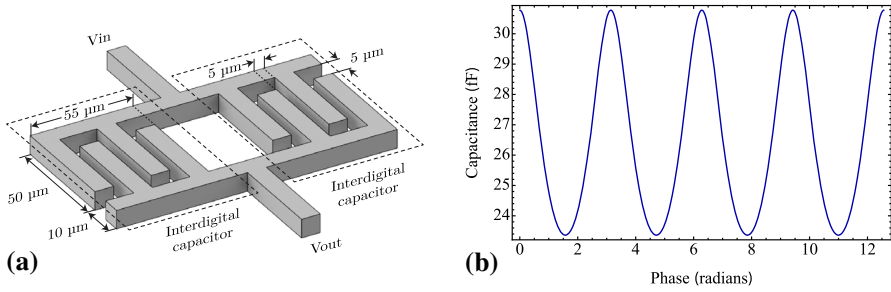 Vin
5 µm
5 µm
55 µm
50 µm
10 µm
Interdigital
capacitor
Interdigital
capacitor
Vout
(a)
Capacitance (fF)
31
30
29
28
27
26
25
24
0
2
4
6
8
10
12
Phase (radians)
(b)